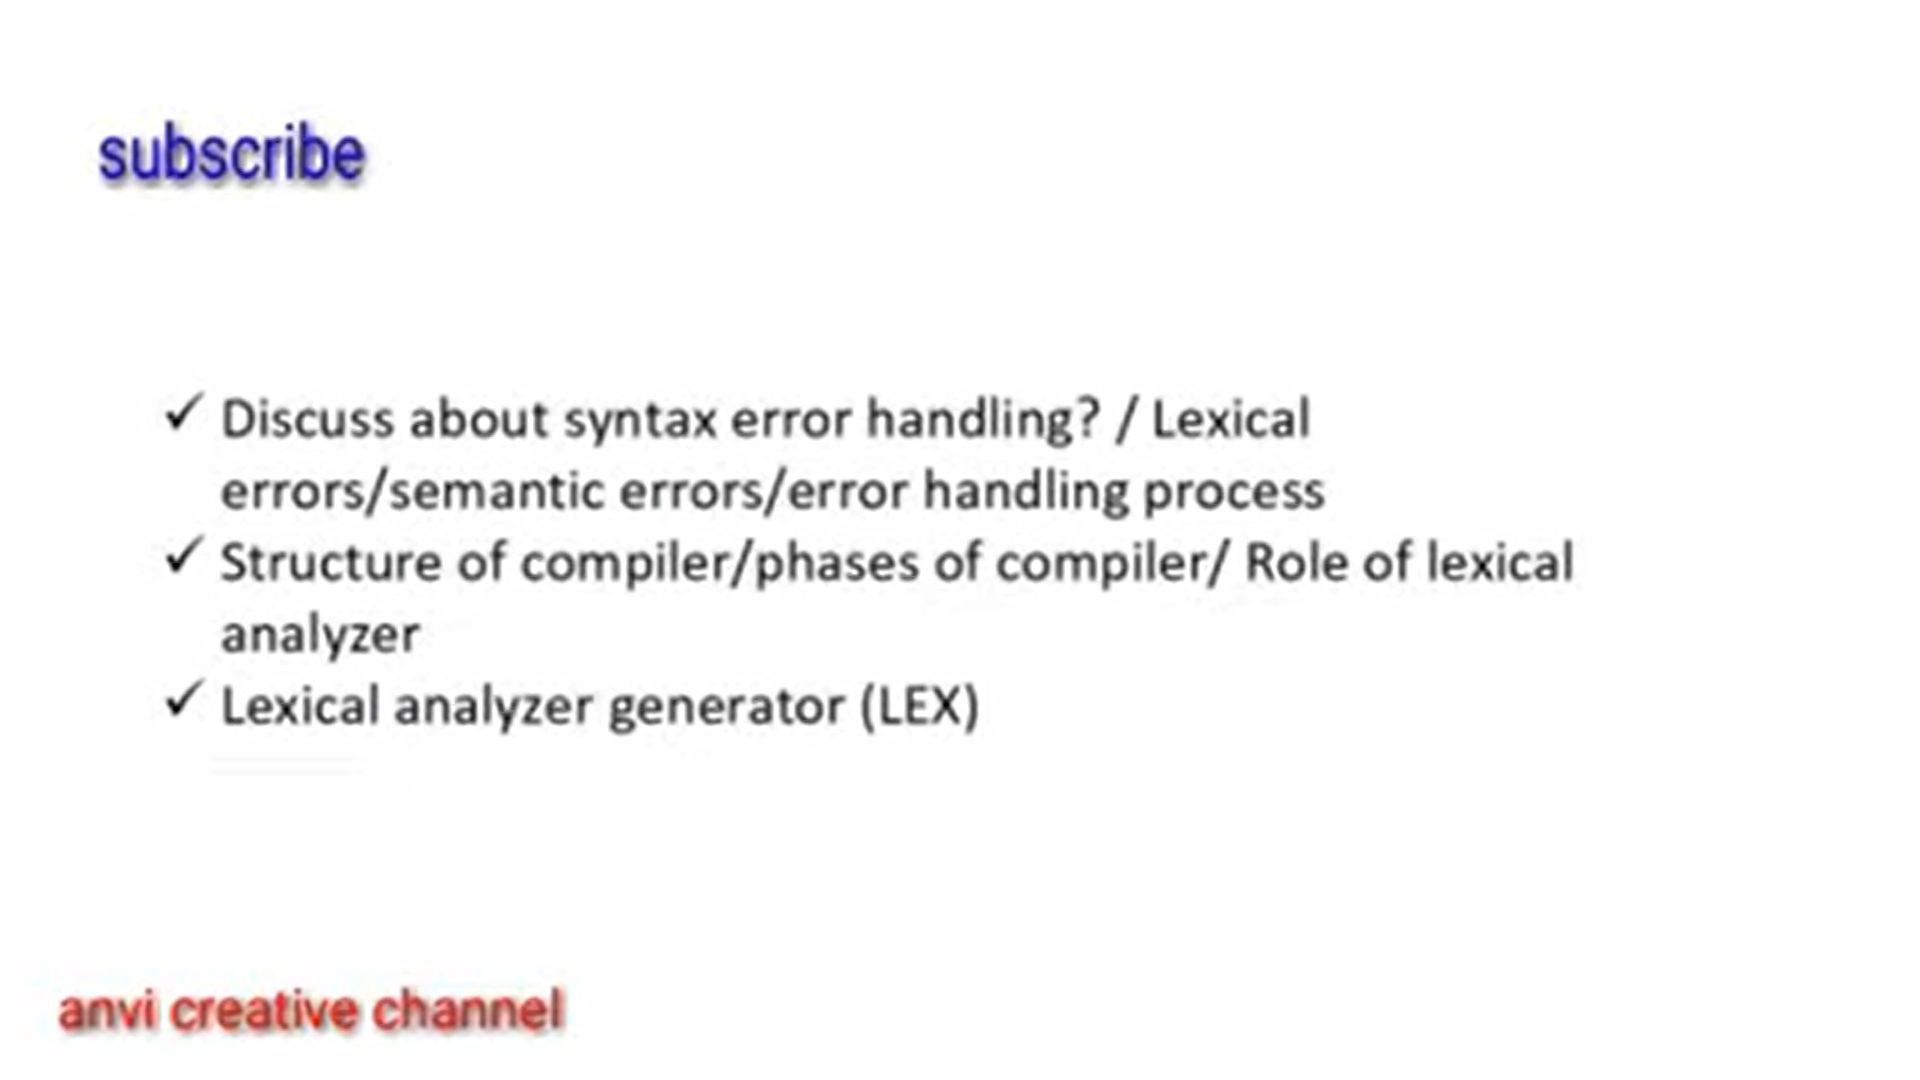 subscribe
✓ Discuss about syntax error handling? / Lexical
errors/semantic errors/error handling process
✓ Structure of compiler/phases of compiler/ Role of lexical
analyzer
✓ Lexical analyzer generator (LEX)
anvi creative channel